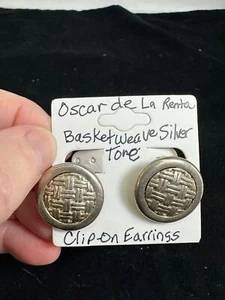 Oscar de La Renta
Basketweave Silver
Tone
Clip-On Earrings